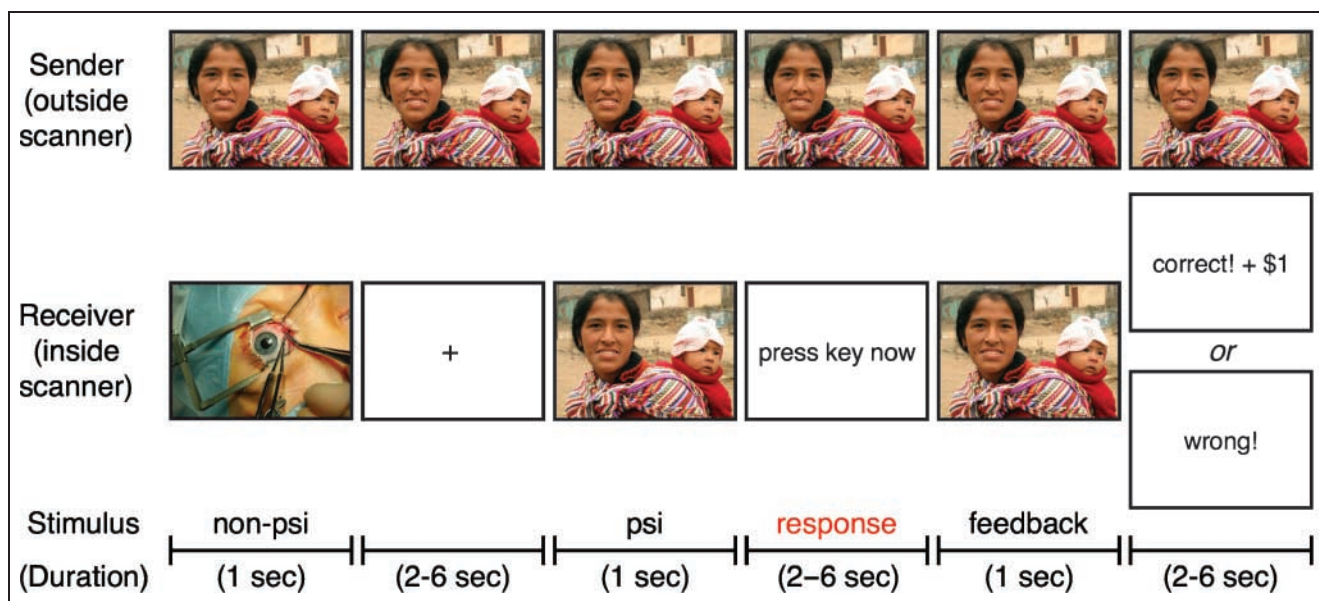 Sender
(outside
scanner)
Receiver
(inside
scanner)
+
press key now
correct! + $1
or
wrong!
Stimulus
non-psi
psi
response
feedback
(Duration)
(1 sec)
(2-6 sec)
(1 sec)
(2–6 sec)
(1 sec)
(2-6 sec)